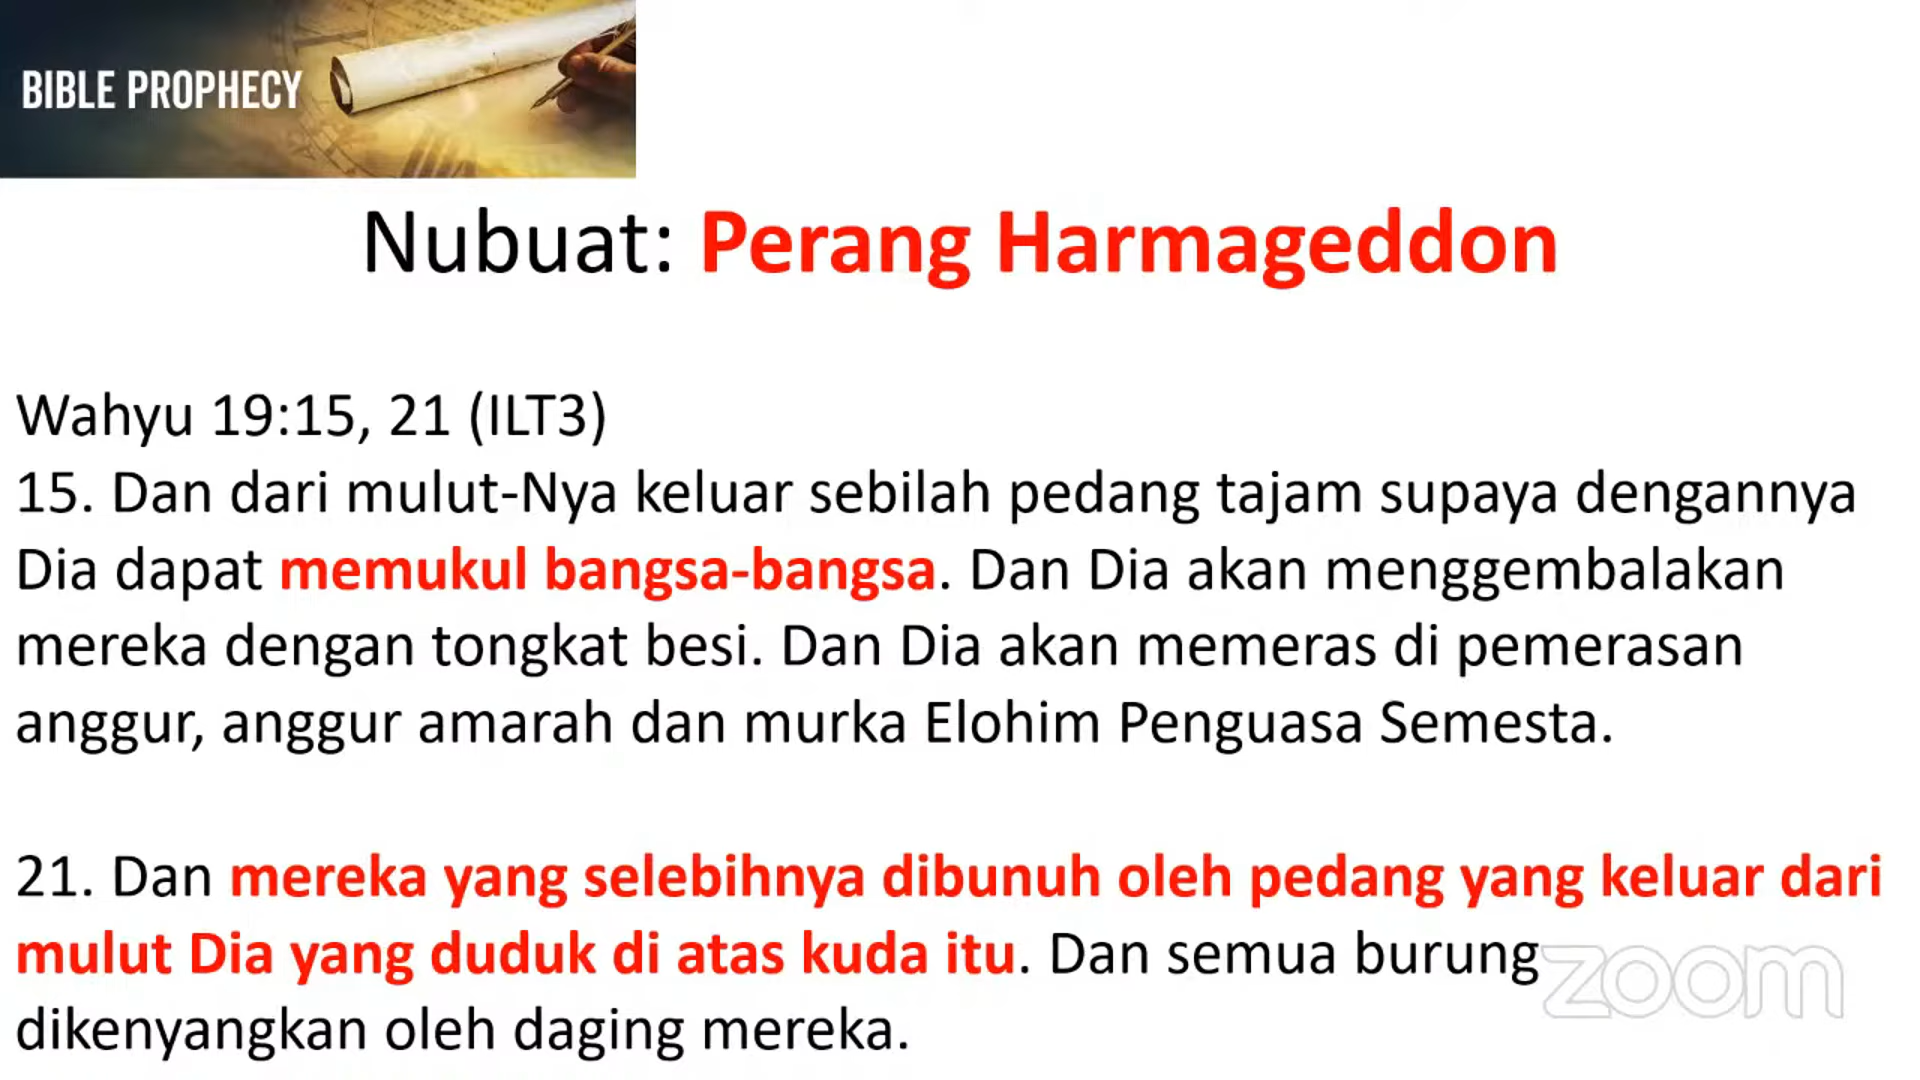 BIBLE PROPHECY
Nubuat: Perang Harmageddon
Wahyu 19:15, 21 (ILT3)
15. Dan dari mulut-Nya keluar sebilah pedang tajam supaya dengannya
Dia dapat memukul bangsa-bangsa. Dan Dia akan menggembalakan
mereka dengan tongkat besi. Dan Dia akan memeras di pemerasan
anggur, anggur amarah dan murka Elohim Penguasa Semesta.
21. Dan mereka yang selebihnya dibunuh oleh pedang yang keluar dari
mulut Dia yang duduk di atas kuda itu. Dan semua burung
dikenyangkan oleh daging mereka.
zoom